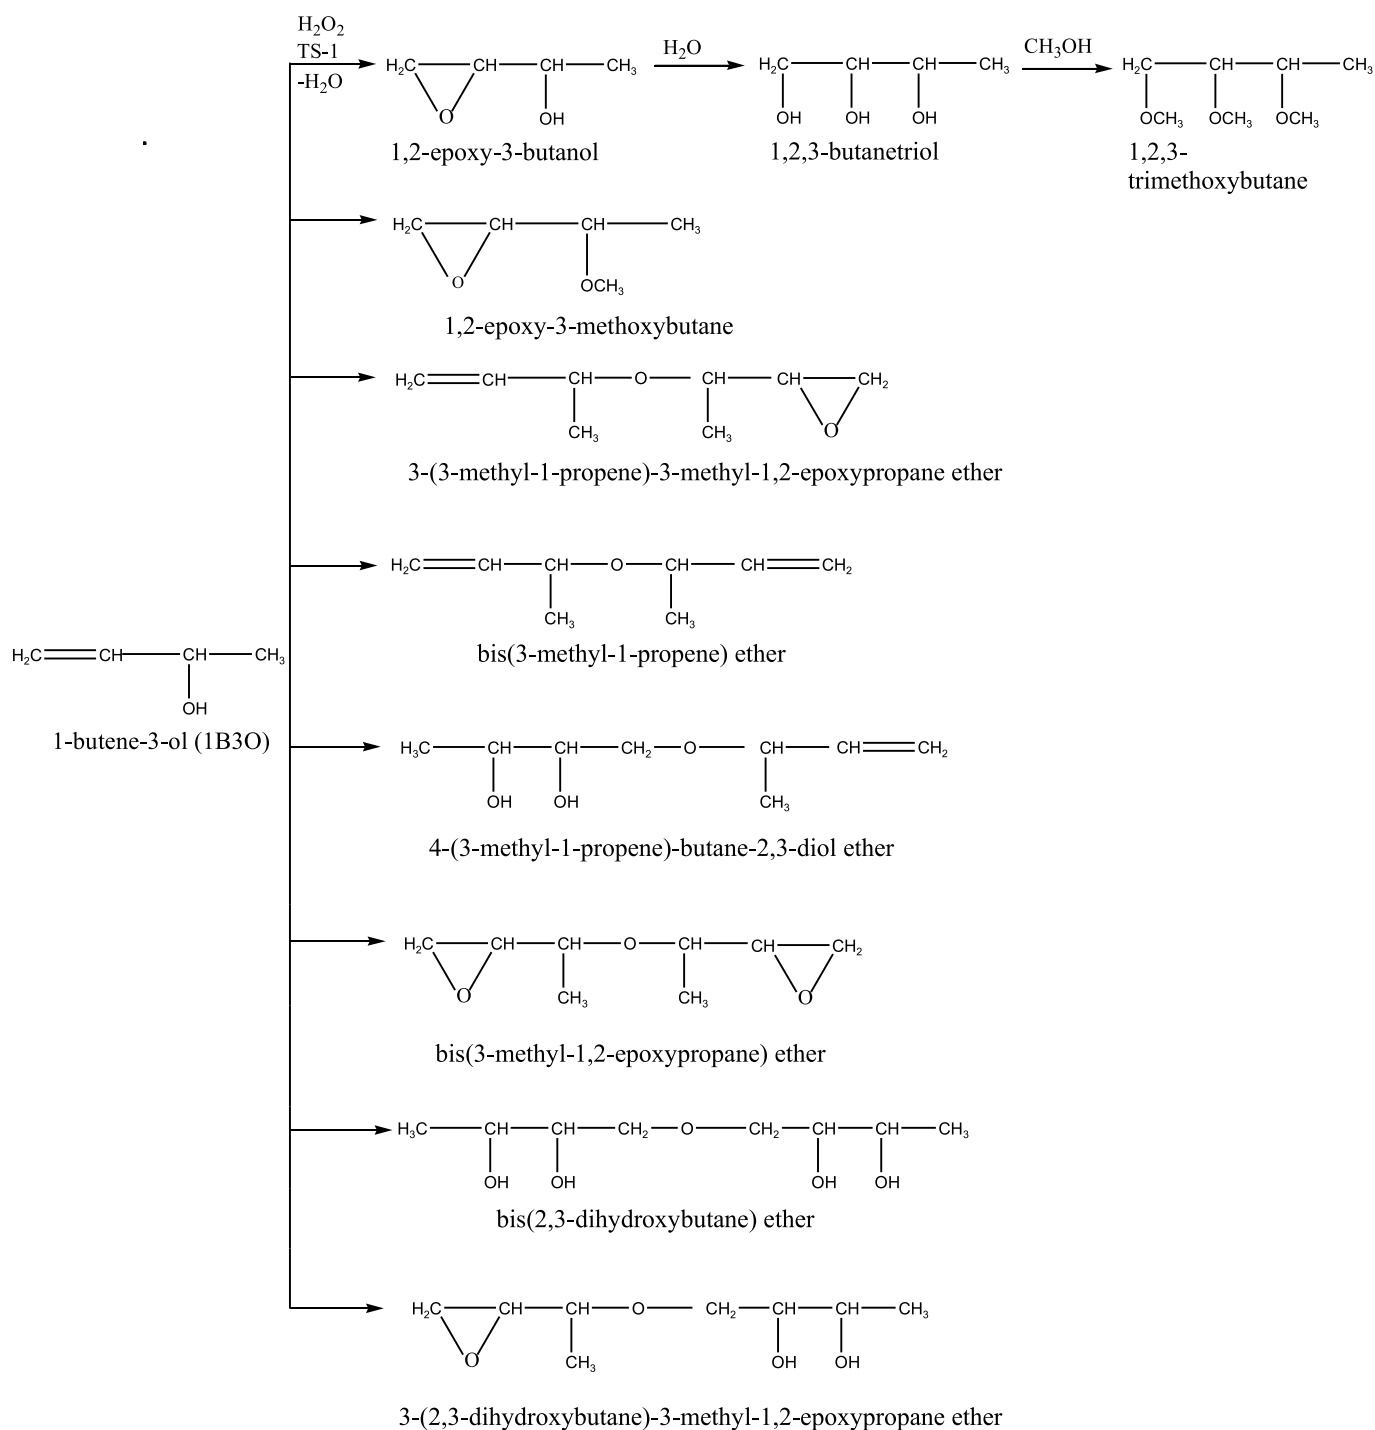 H₂O₂
TS-1
-H₂O
H₂C CH CH CH₃
O OH
1,2-epoxy-3-butanol
H₂O
H₂C CH CH CH₃
OH OH OH
1,2,3-butanetriol
CH₃OH
H₂C CH CH CH₃
OCH₃ OCH₃ OCH₃
1,2,3-
trimethoxybutane
.
H₂C CH CH CH₃
O OCH₃
1,2-epoxy-3-methoxybutane
H₂C CH CH O CH CH CH₂
CH₃ CH₃ O
3-(3-methyl-1-propene)-3-methyl-1,2-epoxypropane ether
H₂C CH CH O CH CH CH₂
CH₃ CH₃
bis(3-methyl-1-propene) ether
H₂C CH CH CH₃
OH
1-butene-3-ol (1B3O)
H₃C CH CH CH₂ O CH CH CH₂
OH OH CH₃
4-(3-methyl-1-propene)-butane-2,3-diol ether
H₂C CH CH O CH CH CH₂
O CH₃ CH₃ O
bis(3-methyl-1,2-epoxypropane) ether
H₃C CH CH CH₂ O CH₂ CH CH CH₃
OH OH OH OH
bis(2,3-dihydroxybutane) ether
H₂C CH CH O CH₂ CH CH CH₃
O CH₃ OH OH
3-(2,3-dihydroxybutane)-3-methyl-1,2-epoxypropane ether